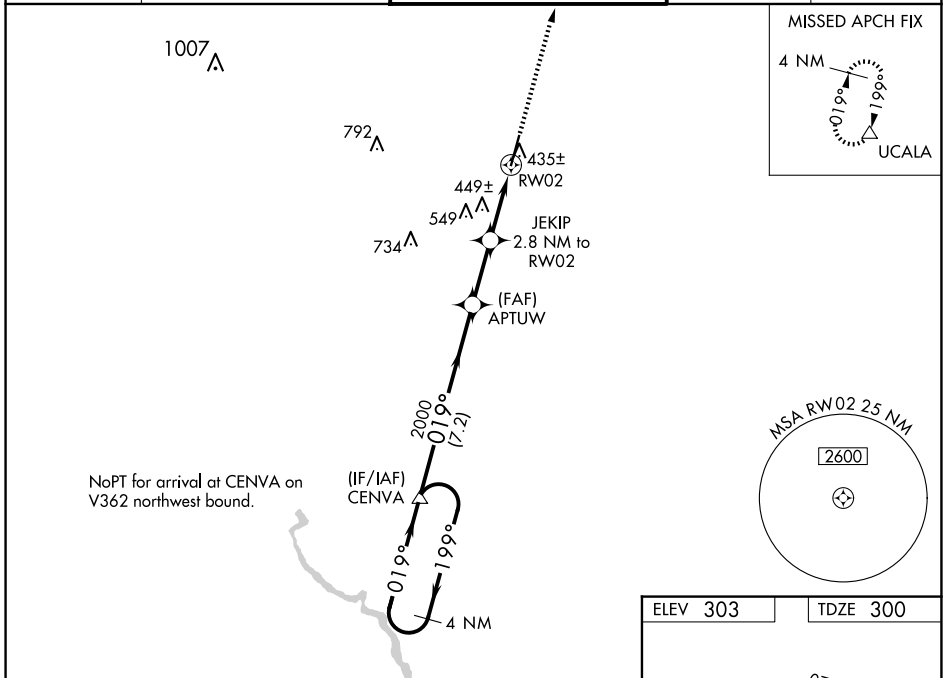 MISSED APCH FIX
4 NM
019°
199°
UCALA
1007
792
435±
RW02
449±
549
734
JEKIP
2.8 NM to
RW02
(FAF)
APTUW
2000
019°
(7.2)
MSA RW02 25 NM
2600
NoPT for arrival at CENVA on
V362 northwest bound.
(IF/IAF)
CENVA
019°
199°
4 NM
ELEV 303
TDZE 300